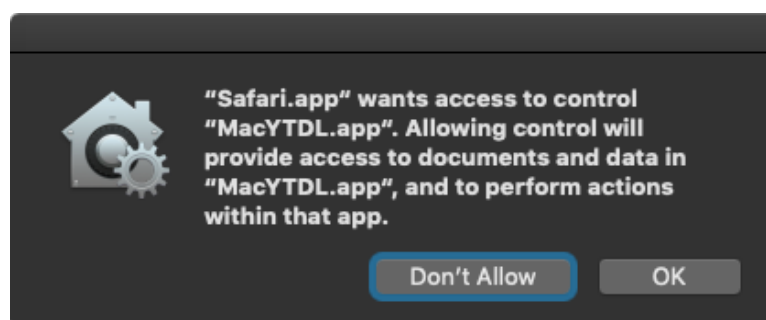 “Safari.app” wants access to control
“MacYTDL.app”. Allowing control will
provide access to documents and data in
“MacYTDL.app”, and to perform actions
within that app.
Don’t Allow
OK